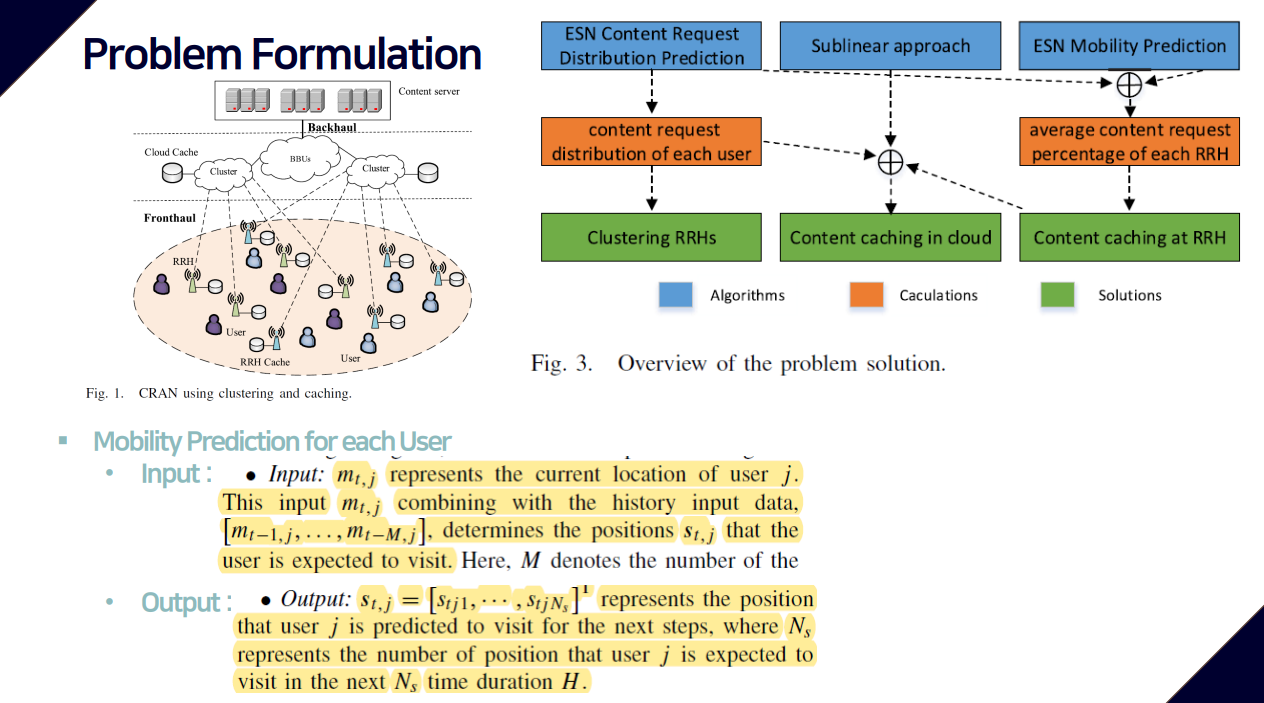 Problem Formulation
Content server
Backhaul
Cloud Cache
BBUs
Cluster
Cluster
Fronthaul
RRH
User
RRH Cache
User
Fig. 1. CRAN using clustering and caching.
ESN Content Request
Distribution Prediction
Sublinear approach
ESN Mobility Prediction
content request
distribution of each user
average content request
percentage of each RRH
Clustering RRHs
Content caching in cloud
Content caching at RRH
Algorithms
Caculations
Solutions
Fig. 3. Overview of the problem solution.
▪ Mobility Prediction for each User
• Input :
• Input: m_{t,j} represents the current location of user j.
This input m_{t,j} combining with the history input data,
[m_{t−1,j}, ..., m_{t−M,j}], determines the positions s_{t,j} that the
user is expected to visit. Here, M denotes the number of the
• Output :
• Output: s_{t,j} = [s_{tj1}, ⋯, s_{tjN_s}]^T represents the position
that user j is predicted to visit for the next steps, where N_s
represents the number of position that user j is expected to
visit in the next N_s time duration H.